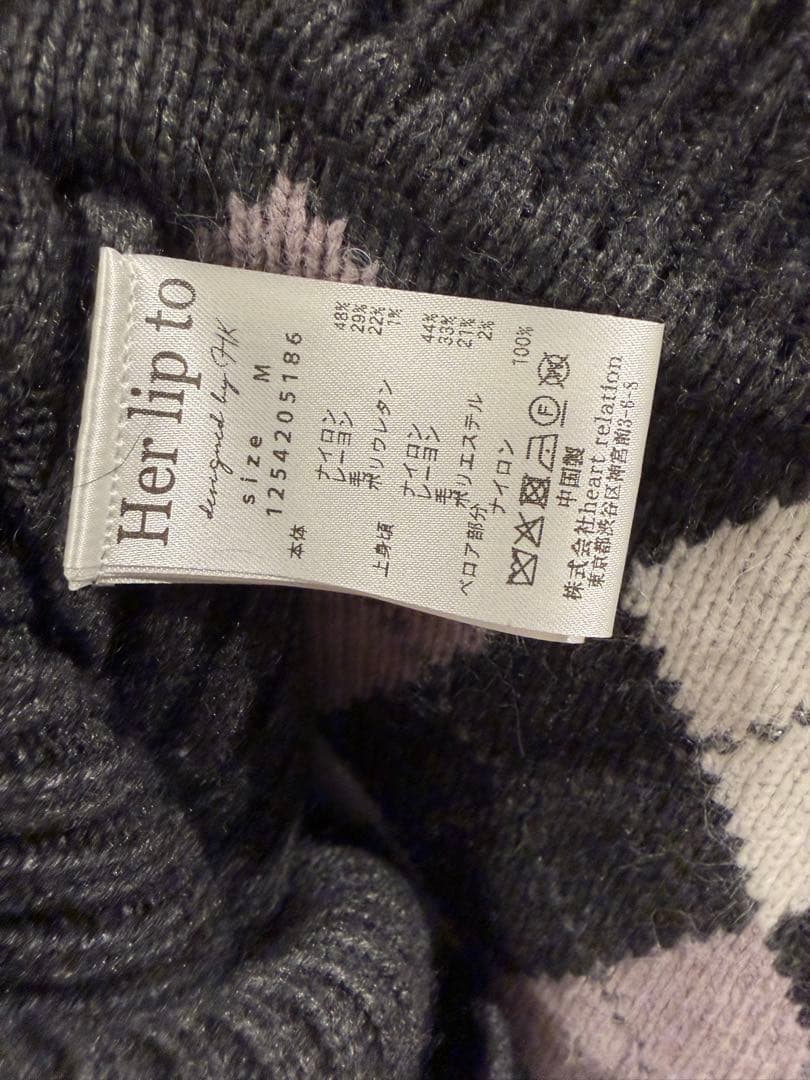 Her lip to
designed by HK
size M
1254205186
本体 ナイロン 48%
レーヨン 29%
毛 22%
ポリウレタン 1%
上身頃 ナイロン 44%
レーヨン 33%
毛 21%
ポリエステル 2%
ベロア部分 ナイロン 100%
中国製
株式会社heart relation
東京都渋谷区神宮前3-6-8